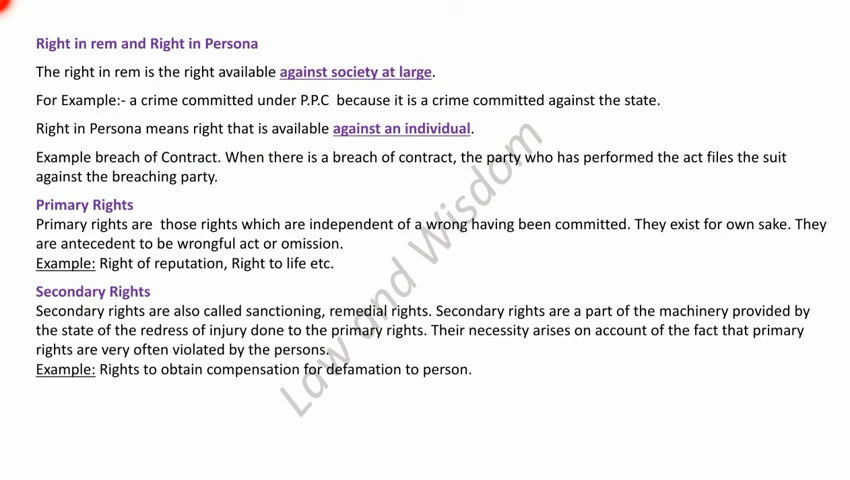 Right in rem and Right in Persona
The right in rem is the right available against society at large.
For Example:- a crime committed under P.P.C because it is a crime committed against the state.
Right in Persona means right that is available against an individual.
Example breach of Contract. When there is a breach of contract, the party who has performed the act files the suit
against the breaching party.
Primary Rights
Primary rights are those rights which are independent of a wrong having been committed. They exist for own sake. They
are antecedent to be wrongful act or omission.
Example: Right of reputation, Right to life etc.
Secondary Rights
Secondary rights are also called sanctioning, remedial rights. Secondary rights are a part of the machinery provided by
the state of the redress of injury done to the primary rights. Their necessity arises on account of the fact that primary
rights are very often violated by the persons.
Example: Rights to obtain compensation for defamation to person.
Law and Wisdom